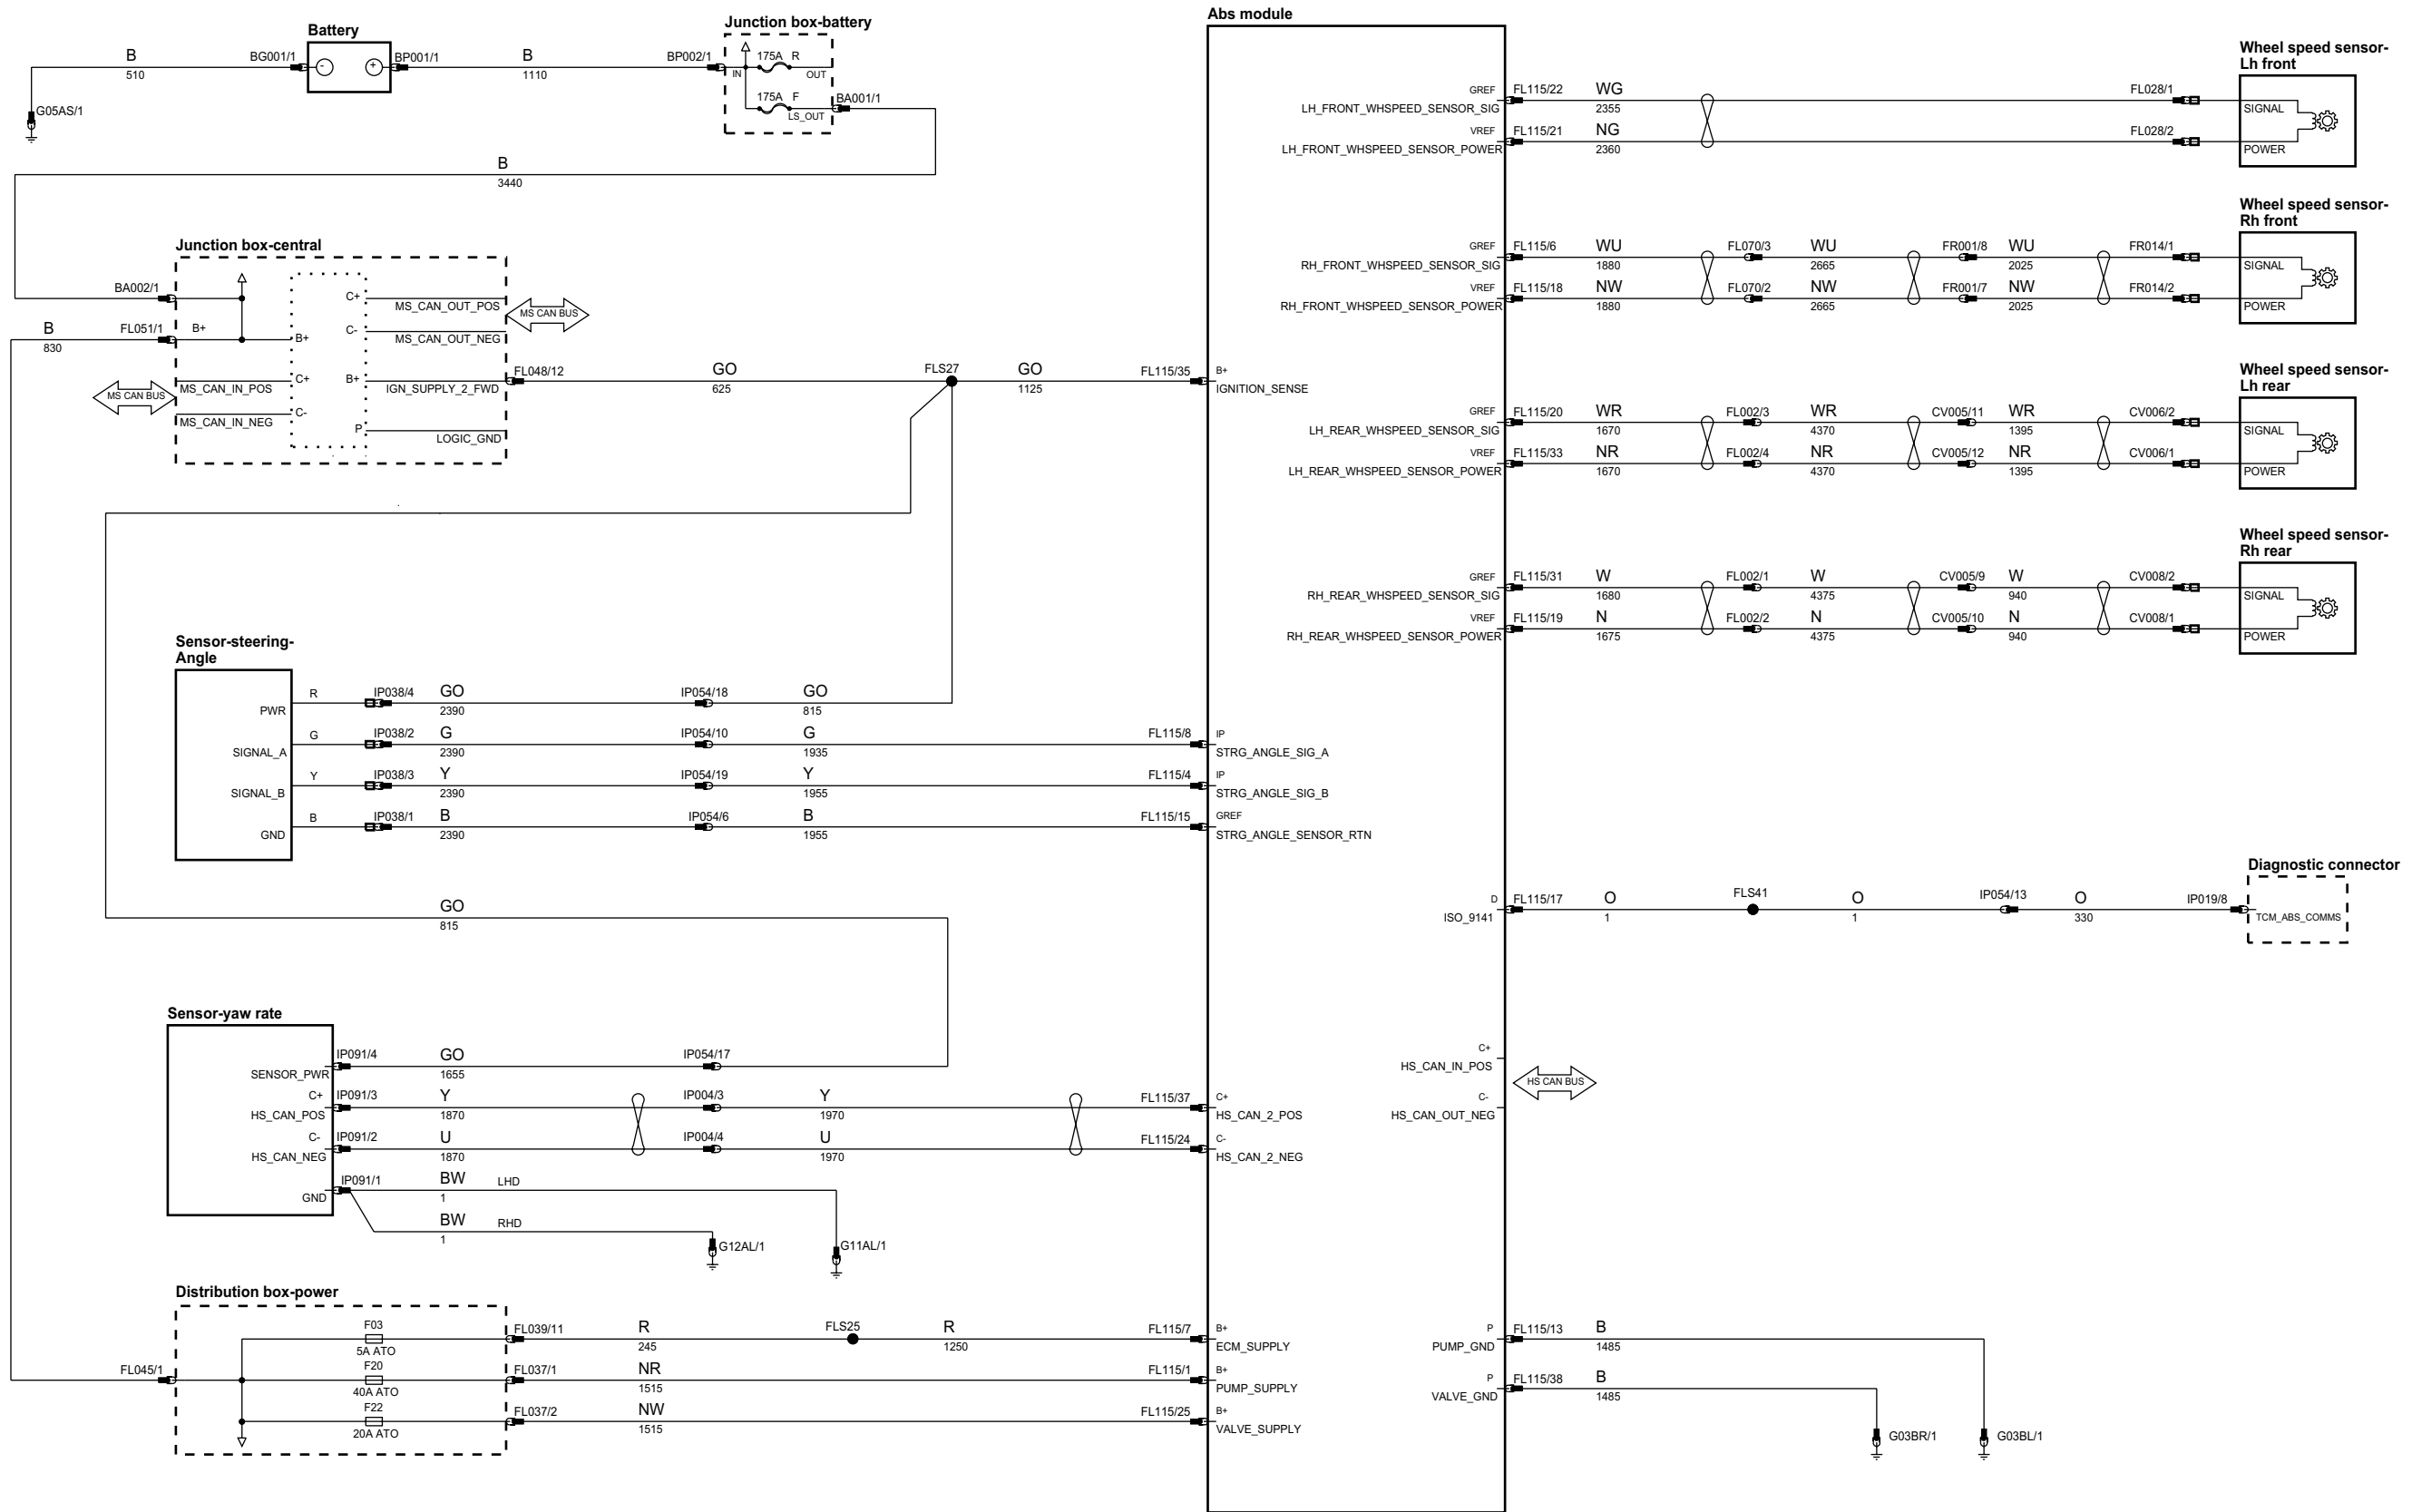 Battery
B
510
BG001/1
-
+
BP001/1
B
1110
G05AS/1
Junction box-battery
BP002/1
IN
175A R
OUT
175A F
LS_OUT
BA001/1
B
3440
Junction box-central
BA002/1
B
830
FL051/1
B+
B+
C+
MS_CAN_OUT_POS
C-
MS_CAN_OUT_NEG
MS CAN BUS
MS CAN BUS
MS_CAN_IN_POS
C+
MS_CAN_IN_NEG
C-
B+
IGN_SUPPLY_2_FWD
P
LOGIC_GND
FL048/12
GO
625
FLS27
GO
1125
FL115/35
Sensor-steering-
Angle
PWR
R
IP038/4
GO
2390
IP054/18
GO
815
SIGNAL_A
G
IP038/2
G
2390
IP054/10
G
1935
FL115/8
SIGNAL_B
Y
IP038/3
Y
2390
IP054/19
Y
1955
FL115/4
GND
B
IP038/1
B
2390
IP054/6
B
1955
FL115/15
GO
815
Sensor-yaw rate
SENSOR_PWR
IP091/4
GO
1655
IP054/17
C+
HS_CAN_POS
IP091/3
Y
1870
IP004/3
Y
1970
FL115/37
C-
HS_CAN_NEG
IP091/2
U
1870
IP004/4
U
1970
FL115/24
GND
IP091/1
BW
1
LHD
BW
1
RHD
G12AL/1
G11AL/1
Distribution box-power
FL045/1
F03
5A ATO
FL039/11
R
245
FLS25
R
1250
FL115/7
F20
40A ATO
FL037/1
NR
1515
FL115/1
F22
20A ATO
FL037/2
NW
1515
FL115/25
Abs module
B+
IGNITION_SENSE
IP
STRG_ANGLE_SIG_A
IP
STRG_ANGLE_SIG_B
GREF
STRG_ANGLE_SENSOR_RTN
C+
HS_CAN_2_POS
C-
HS_CAN_2_NEG
B+
ECM_SUPPLY
B+
PUMP_SUPPLY
B+
VALVE_SUPPLY
GREF
LH_FRONT_WHSPEED_SENSOR_SIG
VREF
LH_FRONT_WHSPEED_SENSOR_POWER
GREF
RH_FRONT_WHSPEED_SENSOR_SIG
VREF
RH_FRONT_WHSPEED_SENSOR_POWER
GREF
LH_REAR_WHSPEED_SENSOR_SIG
VREF
LH_REAR_WHSPEED_SENSOR_POWER
GREF
RH_REAR_WHSPEED_SENSOR_SIG
VREF
RH_REAR_WHSPEED_SENSOR_POWER
D
ISO_9141
C+
HS_CAN_IN_POS
C-
HS_CAN_OUT_NEG
HS CAN BUS
P
PUMP_GND
P
VALVE_GND
FL115/22
WG
2355
FL028/1
FL115/21
NG
2360
FL028/2
Wheel speed sensor-
Lh front
SIGNAL
POWER
FL115/6
WU
1880
FL070/3
WU
2665
FR001/8
WU
2025
FR014/1
FL115/18
NW
1880
FL070/2
NW
2665
FR001/7
NW
2025
FR014/2
Wheel speed sensor-
Rh front
SIGNAL
POWER
FL115/20
WR
1670
FL002/3
WR
4370
CV005/11
WR
1395
CV006/2
FL115/33
NR
1670
FL002/4
NR
4370
CV005/12
NR
1395
CV006/1
Wheel speed sensor-
Lh rear
SIGNAL
POWER
FL115/31
W
1680
FL002/1
W
4375
CV005/9
W
940
CV008/2
FL115/19
N
1675
FL002/2
N
4375
CV005/10
N
940
CV008/1
Wheel speed sensor-
Rh rear
SIGNAL
POWER
FL115/17
O
1
FLS41
O
1
IP054/13
O
330
IP019/8
Diagnostic connector
TCM_ABS_COMMS
FL115/13
B
1485
FL115/38
B
1485
G03BR/1
G03BL/1